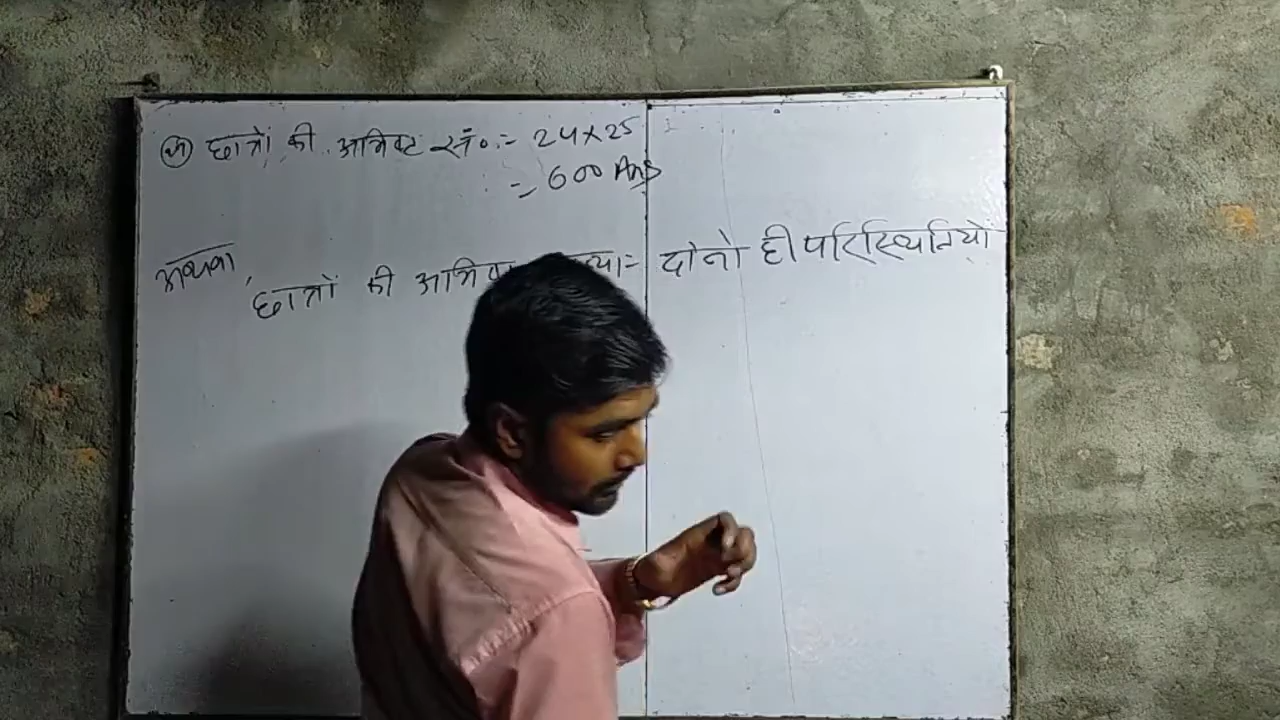 छात्रों की अभिष्ट सं०:- 24×25
= 600 Ans
अथवा, छात्रों की अभिष्ट = दोनो ही परिस्थितियों